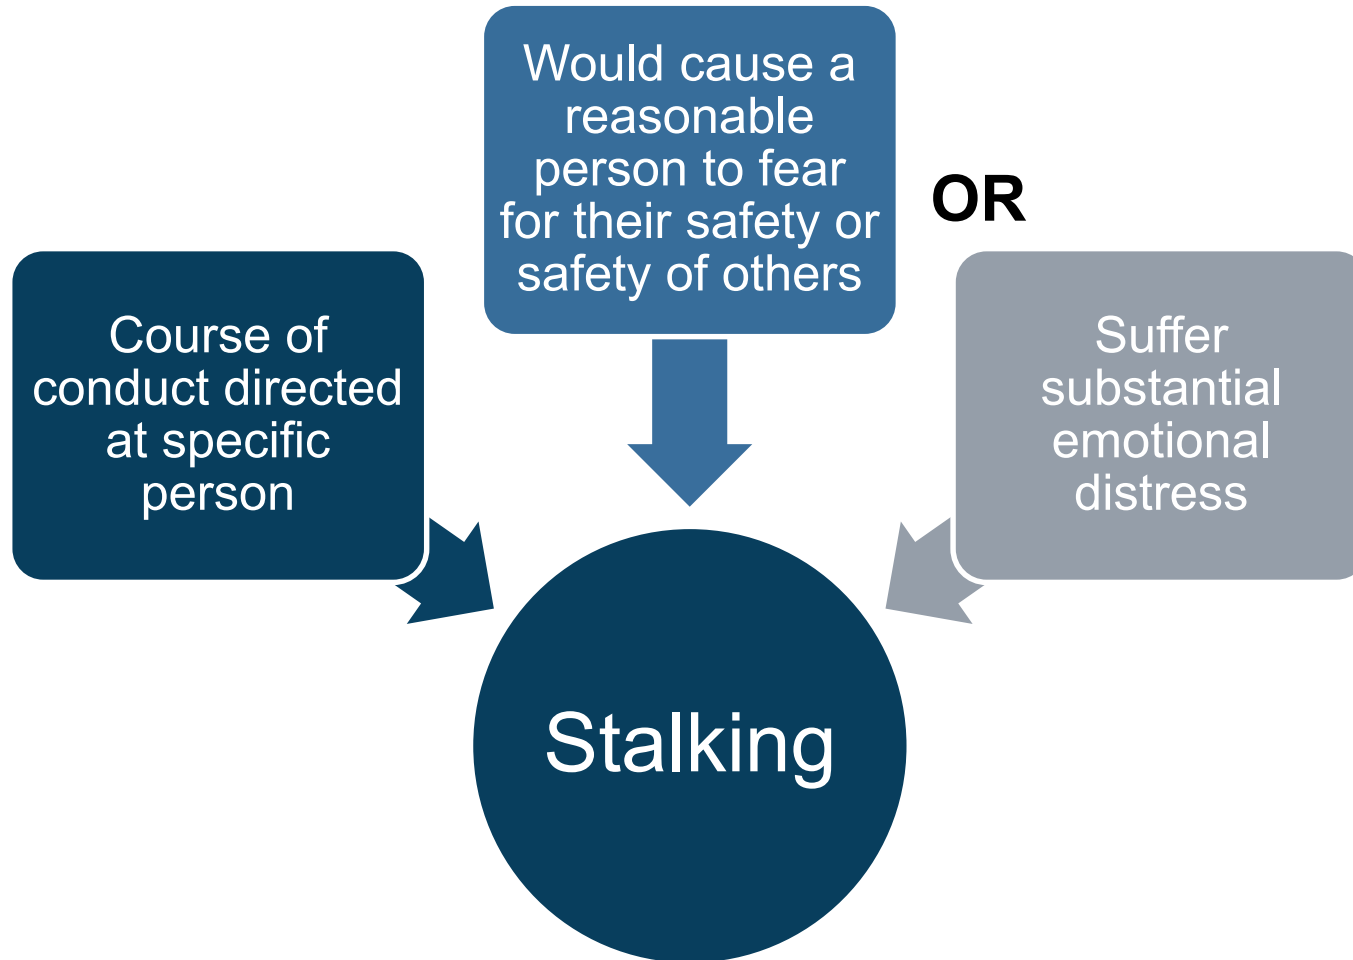 Course of
conduct directed
at specific
person
Would cause a
reasonable
person to fear
for their safety or
safety of others
OR
Suffer
substantial
emotional
distress
Stalking